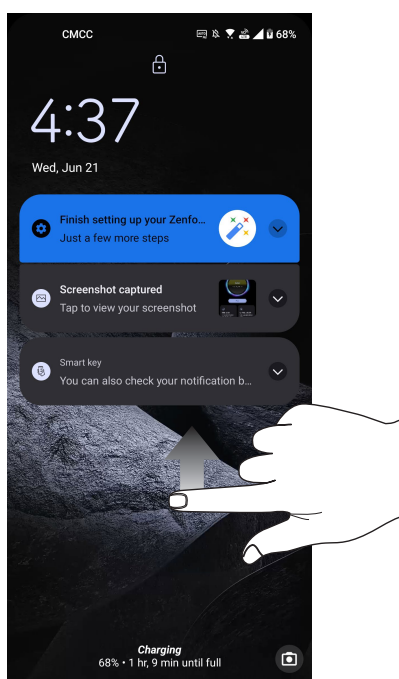 CMCC
68%
4:37
Wed, Jun 21
Finish setting up your Zenfo...
Just a few more steps
Screenshot captured
Tap to view your screenshot
Smart key
You can also check your notification b...
Charging
68% • 1 hr, 9 min until full